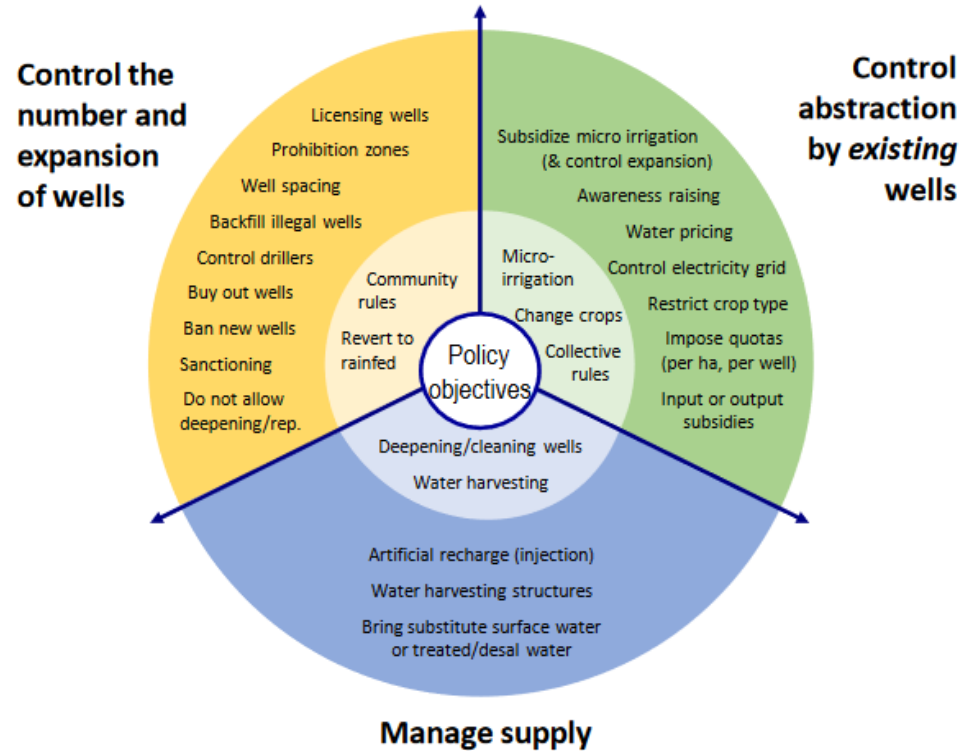 Control the
number and
expansion
of wells
Control
abstraction
by existing
wells
Licensing wells
Prohibition zones
Well spacing
Backfill illegal wells
Control drillers
Buy out wells
Ban new wells
Sanctioning
Do not allow
deepening/rep.
Community
rules
Revert to
rainfed
Subsidize micro irrigation
(& control expansion)
Awareness raising
Water pricing
Control electricity grid
Restrict crop type
Impose quotas
(per ha, per well)
Input or output
subsidies
Micro-
irrigation
Change crops
Collective
rules
Policy
objectives
Deepening/cleaning wells
Water harvesting
Artificial recharge (injection)
Water harvesting structures
Bring substitute surface water
or treated/desal water
Manage supply